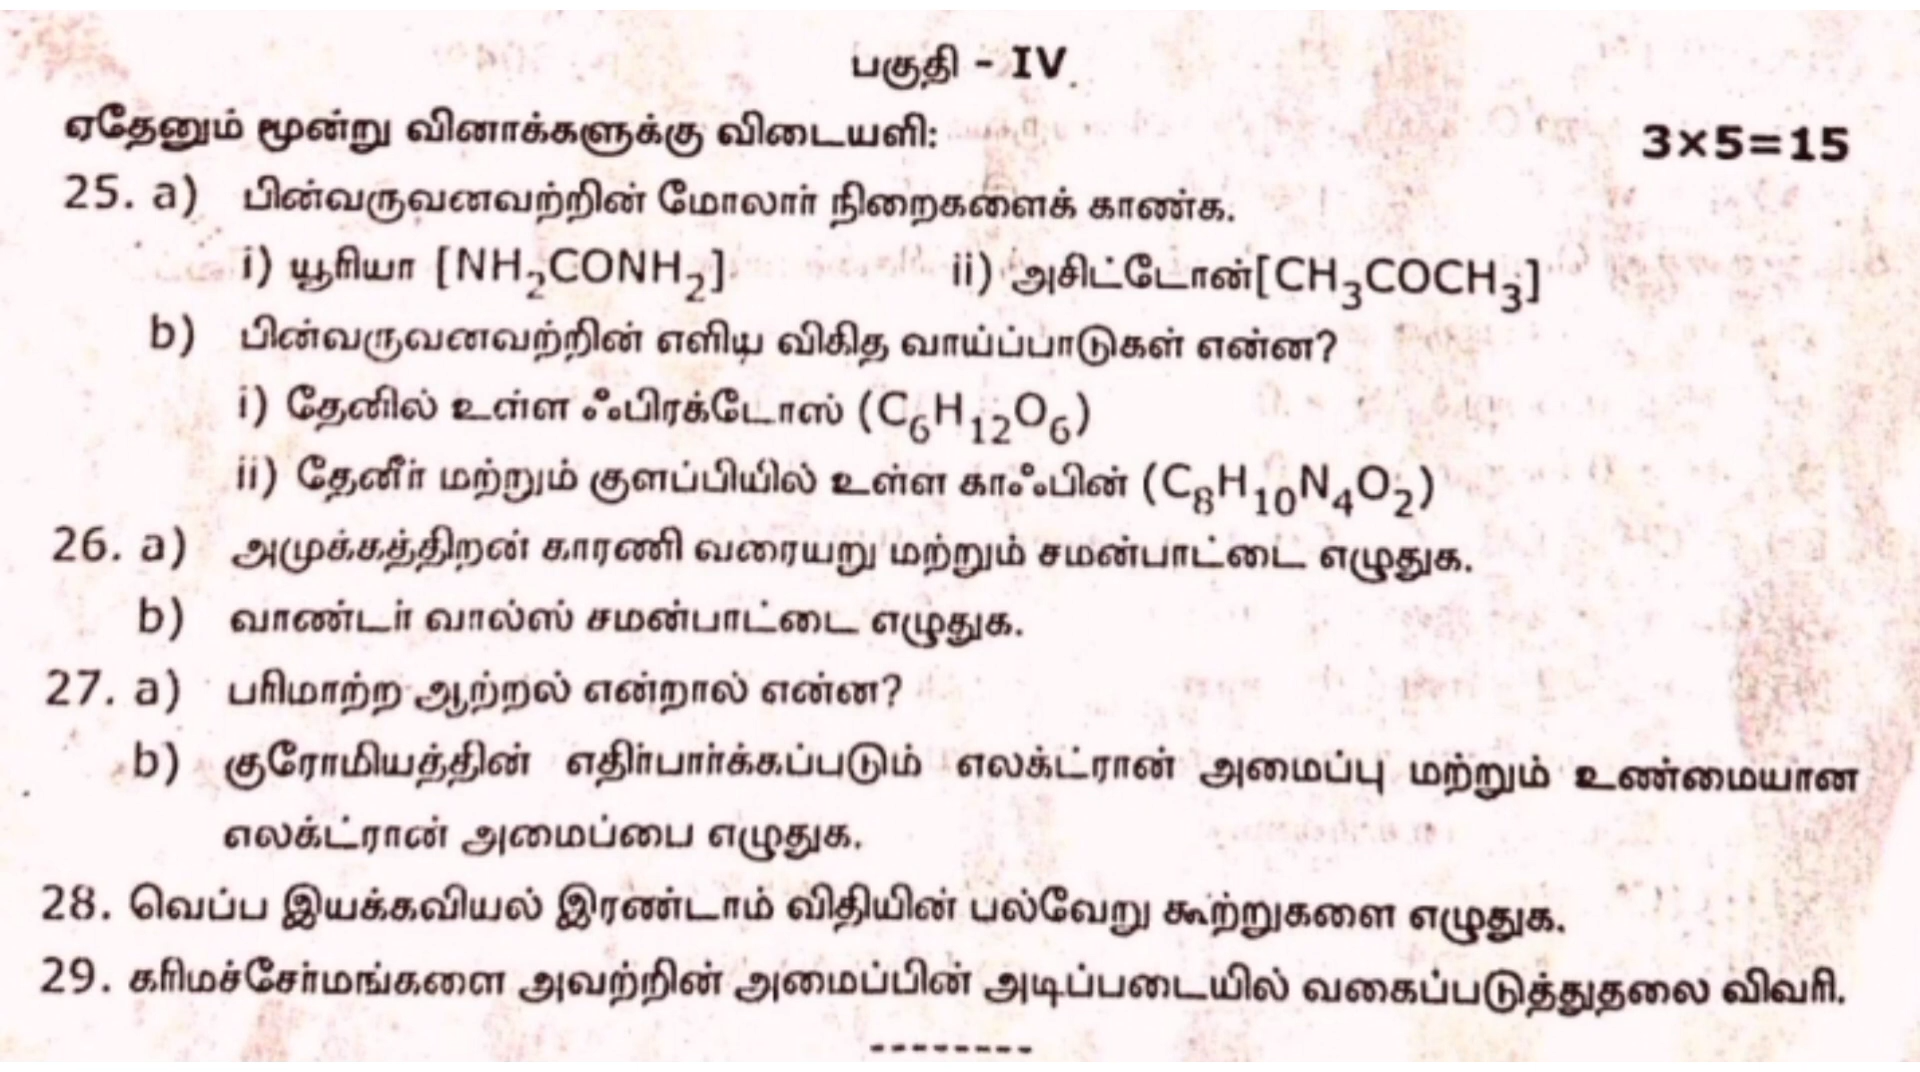 பகுதி - IV
ஏதேனும் மூன்று வினாக்களுக்கு விடையளி: 3×5=15
25. a) பின்வருவனவற்றின் மோலார் நிறைகளைக் காண்க.
i) யூரியா [NH₂CONH₂] ii) அசிட்டோன்[CH₃COCH₃]
b) பின்வருவனவற்றின் எளிய விகித வாய்ப்பாடுகள் என்ன?
i) தேனில் உள்ள ஃபிரக்டோஸ் (C₆H₁₂O₆)
ii) தேனீர் மற்றும் குளப்பியில் உள்ள காஃபின் (C₈H₁₀N₄O₂)
26. a) அமுக்கத்திறன் காரணி வரையறு மற்றும் சமன்பாட்டை எழுதுக.
b) வாண்டர் வால்ஸ் சமன்பாட்டை எழுதுக.
27. a) பரிமாற்ற ஆற்றல் என்றால் என்ன?
b) குரோமியத்தின் எதிர்பார்க்கப்படும் எலக்ட்ரான் அமைப்பு மற்றும் உண்மையான
எலக்ட்ரான் அமைப்பை எழுதுக.
28. வெப்ப இயக்கவியல் இரண்டாம் விதியின் பல்வேறு கூற்றுகளை எழுதுக.
29. கரிமச்சேர்மங்களை அவற்றின் அமைப்பின் அடிப்படையில் வகைப்படுத்துதலை விவரி.
--------